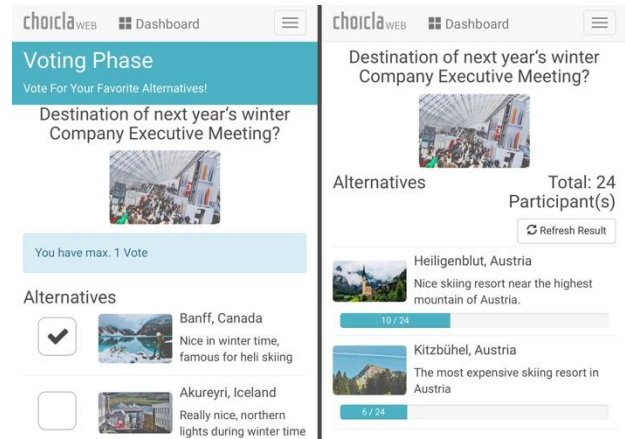 choicla WEB Dashboard
Voting Phase
Vote For Your Favorite Alternatives!
Destination of next year‘s winter
Company Executive Meeting?
You have max. 1 Vote
Alternatives
Banff, Canada
Nice in winter time,
famous for heli skiing
Akureyri, Iceland
Really nice, northern
lights during winter time
choicla WEB Dashboard
Destination of next year‘s winter
Company Executive Meeting?
Alternatives
Total: 24
Participant(s)
Refresh Result
Heiligenblut, Austria
Nice skiing resort near the highest
mountain of Austria.
10 / 24
Kitzbühel, Austria
The most expensive skiing resort in
Austria
6 / 24